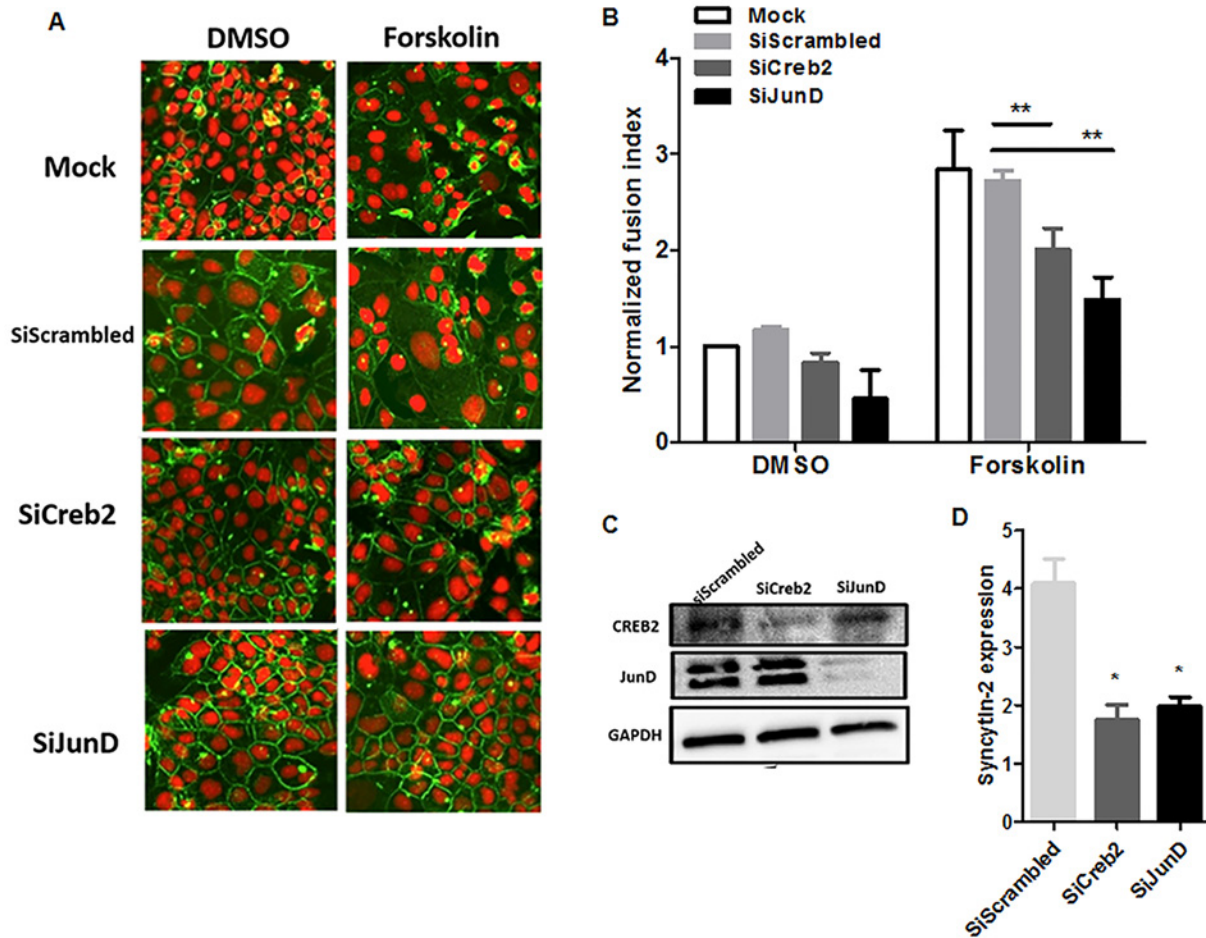 A
DMSO
Forskolin
Mock
SiScrambled
SiCreb2
SiJunD
B
Mock
SiScrambled
SiCreb2
SiJunD
Normalized fusion index
4
3
2
1
0
**
**
DMSO
Forskolin
C
siScrambled
SiCreb2
SiJunD
CREB2
JunD
GAPDH
D
Syncytin-2 expression
5
4
3
2
1
0
*
*
SiScrambled
SiCreb2
SiJunD